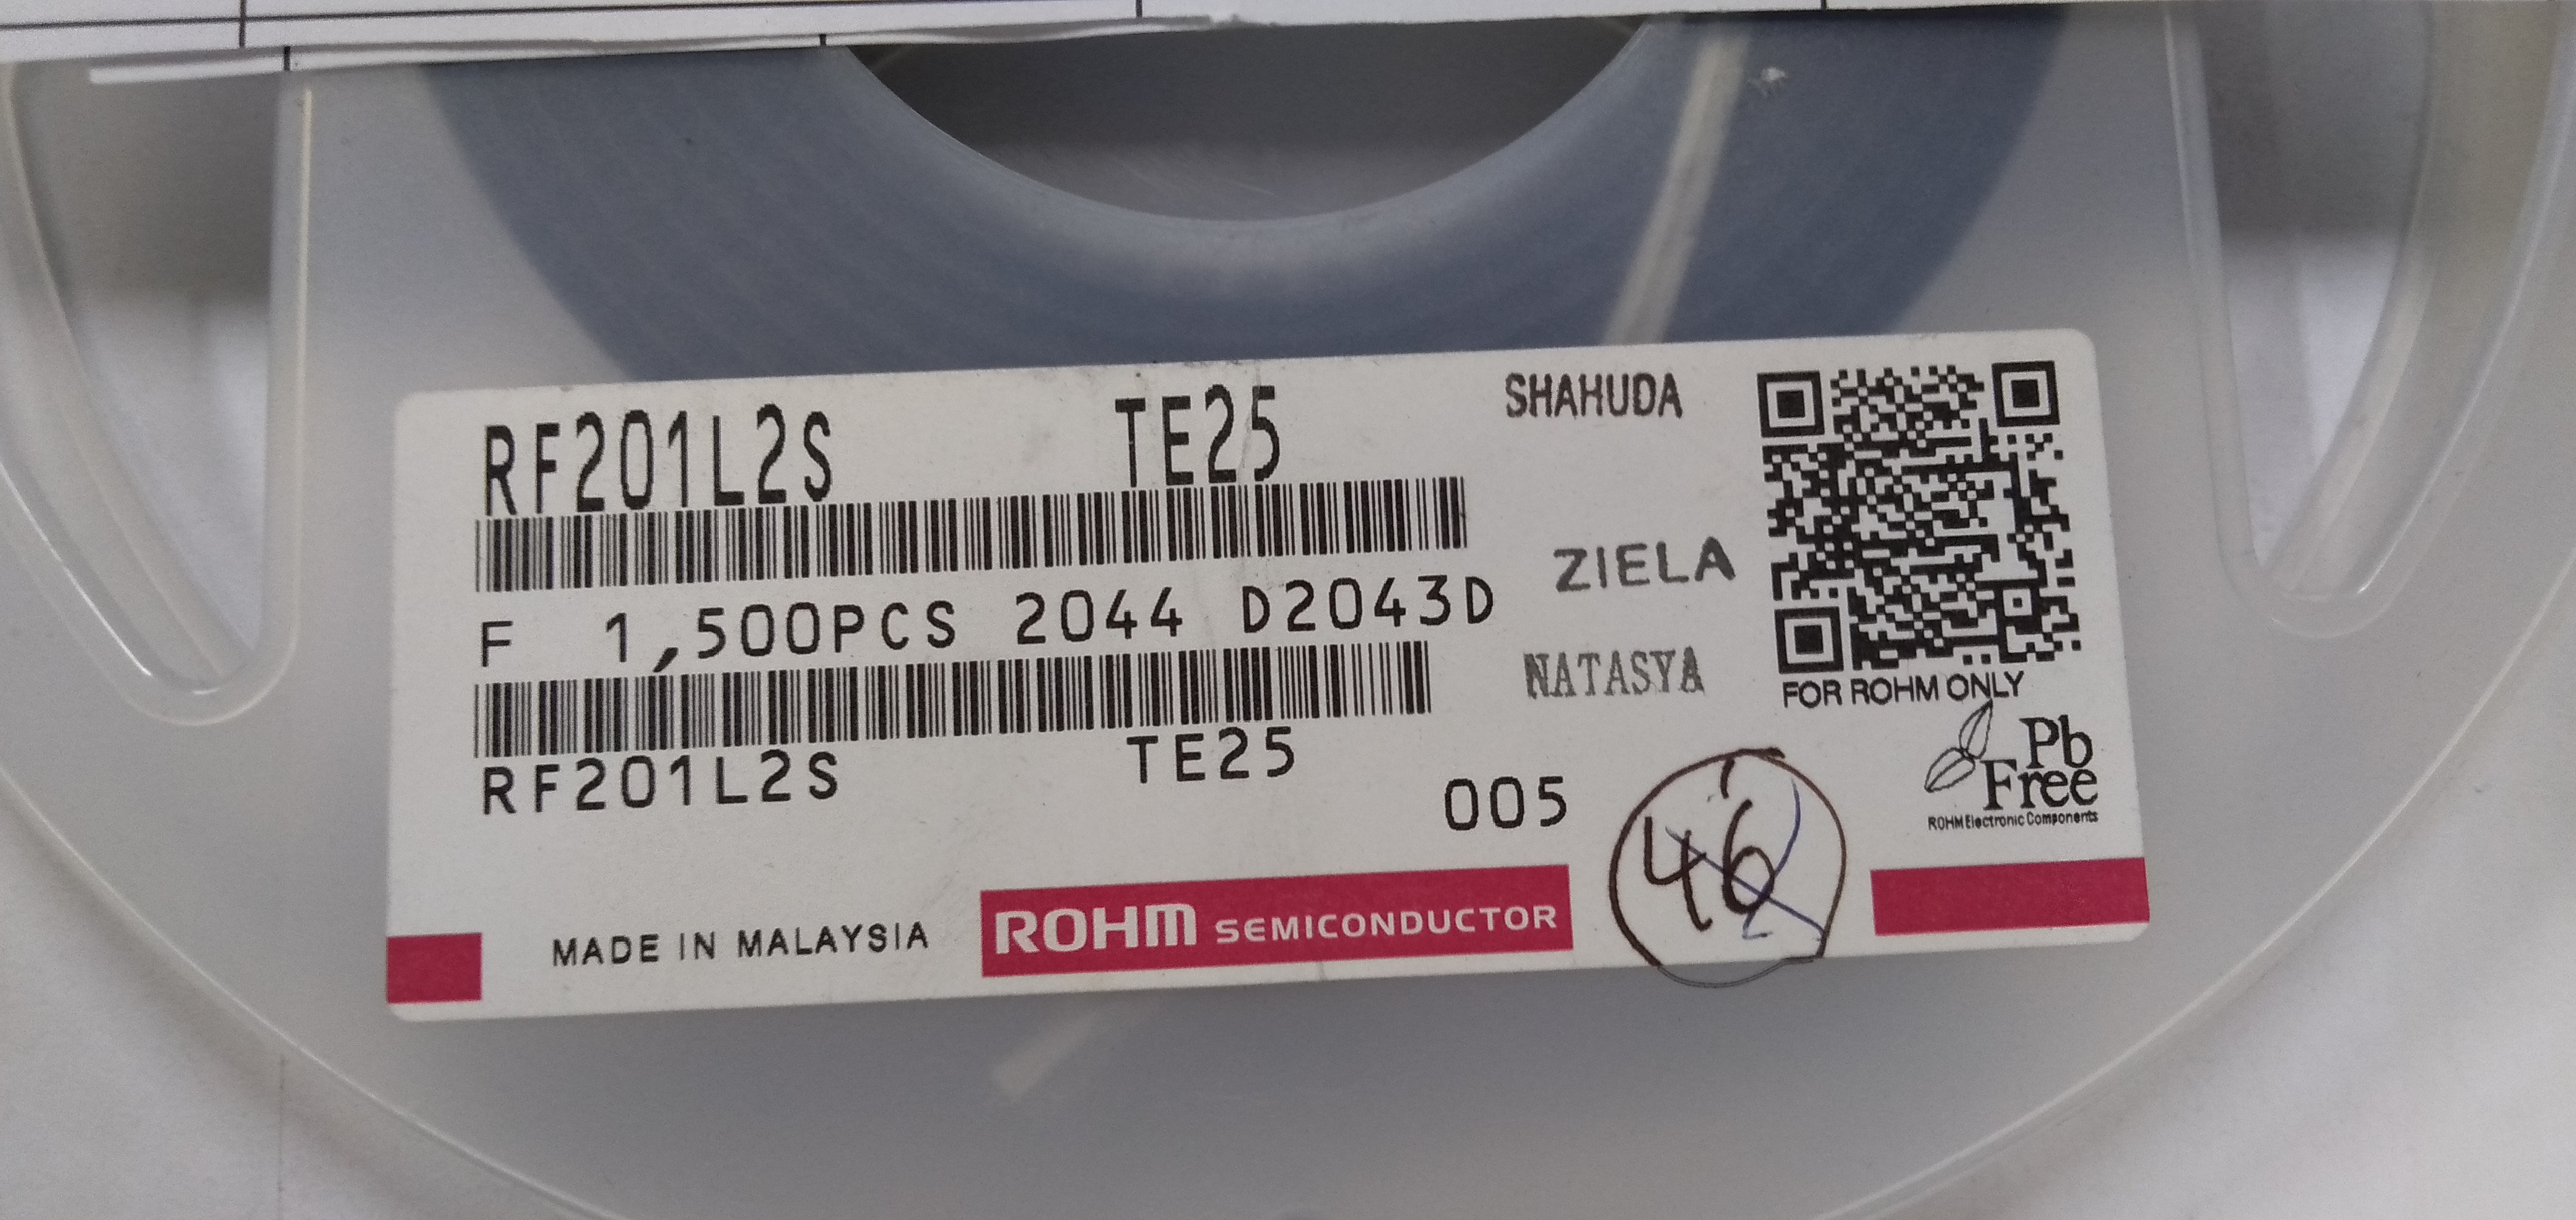 RF201L2S TE25
SHAHUDA
F 1,500PCS 2044 D2043D
ZIELA
NATASYA
FOR ROHM ONLY
RF201L2S TE25
005
46
Pb
Free
ROHM Electronic Components
MADE IN MALAYSIA
ROHM SEMICONDUCTOR